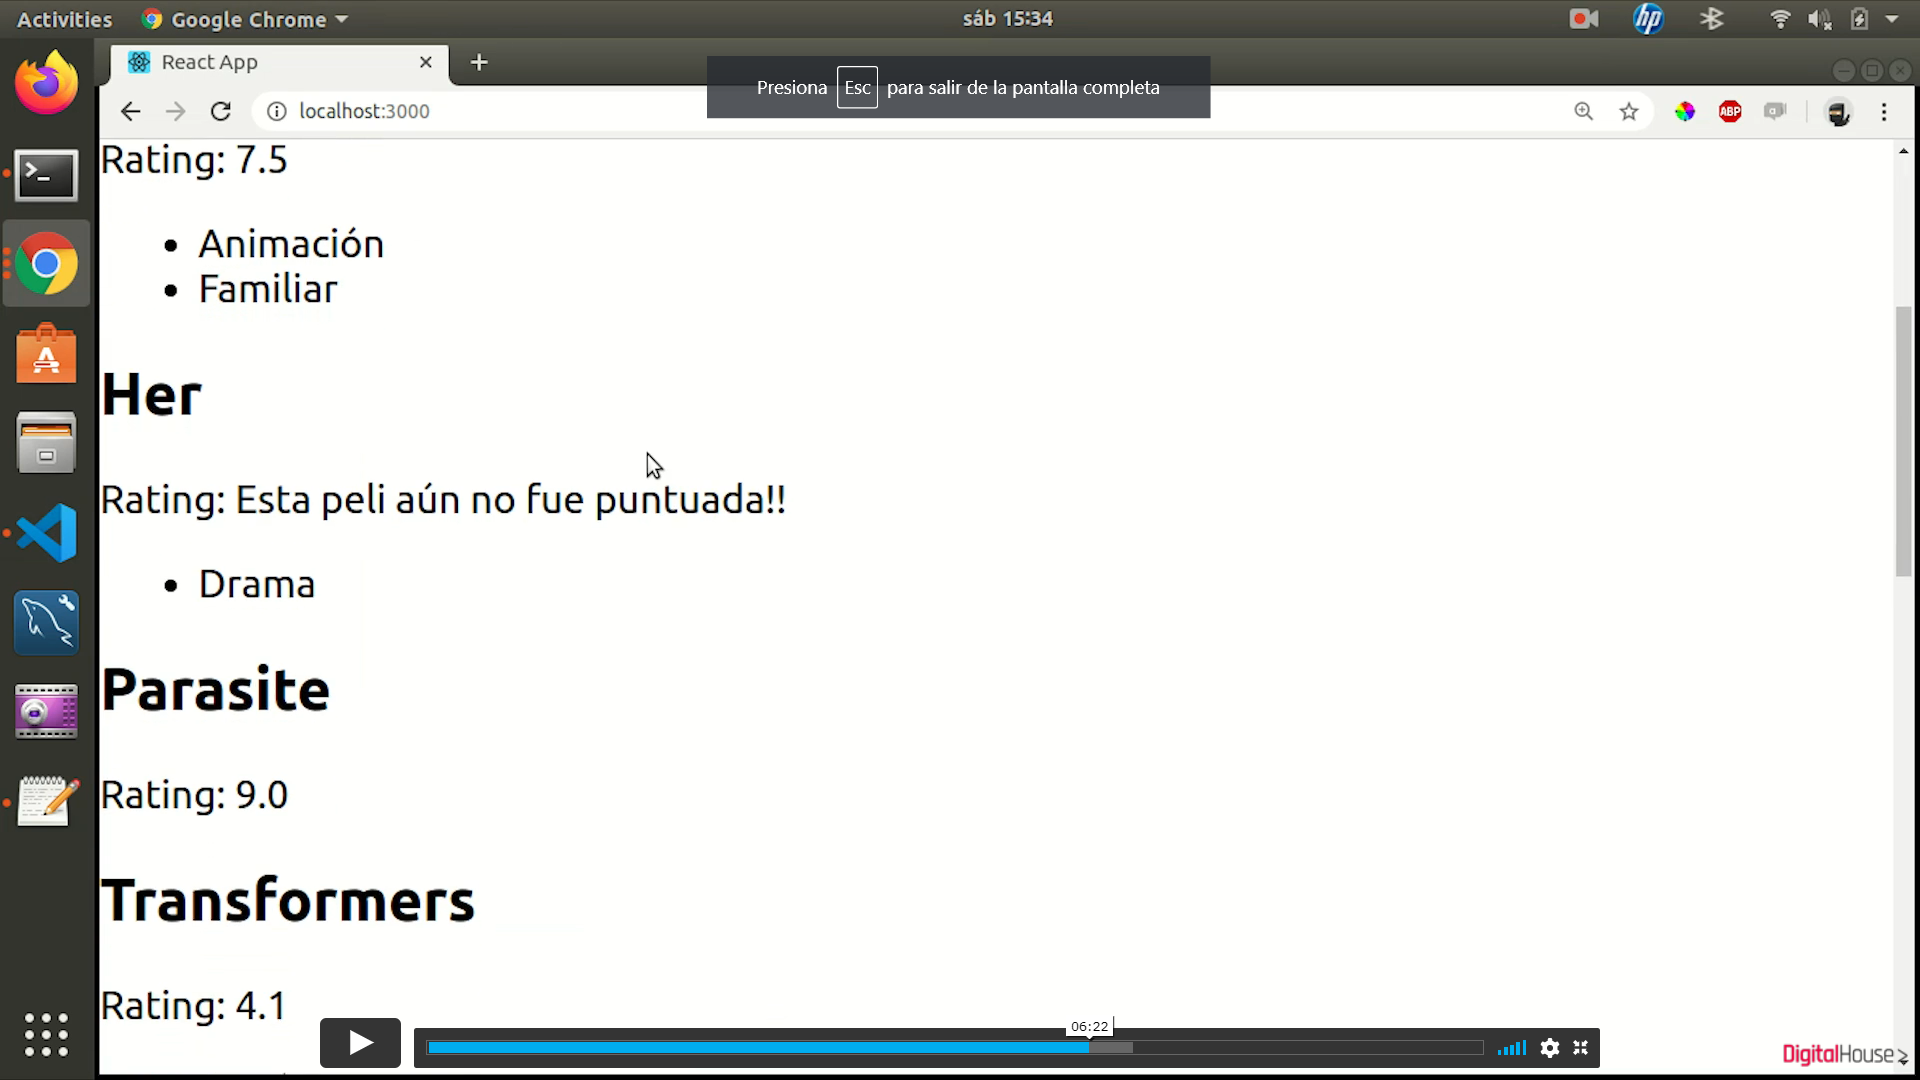 Activities Google Chrome sáb 15:34
React App
Presiona Esc para salir de la pantalla completa
localhost:3000
ABP
Rating: 7.5
Animación
Familiar
Her
Rating: Esta peli aún no fue puntuada!!
Drama
Parasite
Rating: 9.0
Transformers
Rating: 4.1
06:22
DigitalHouse>